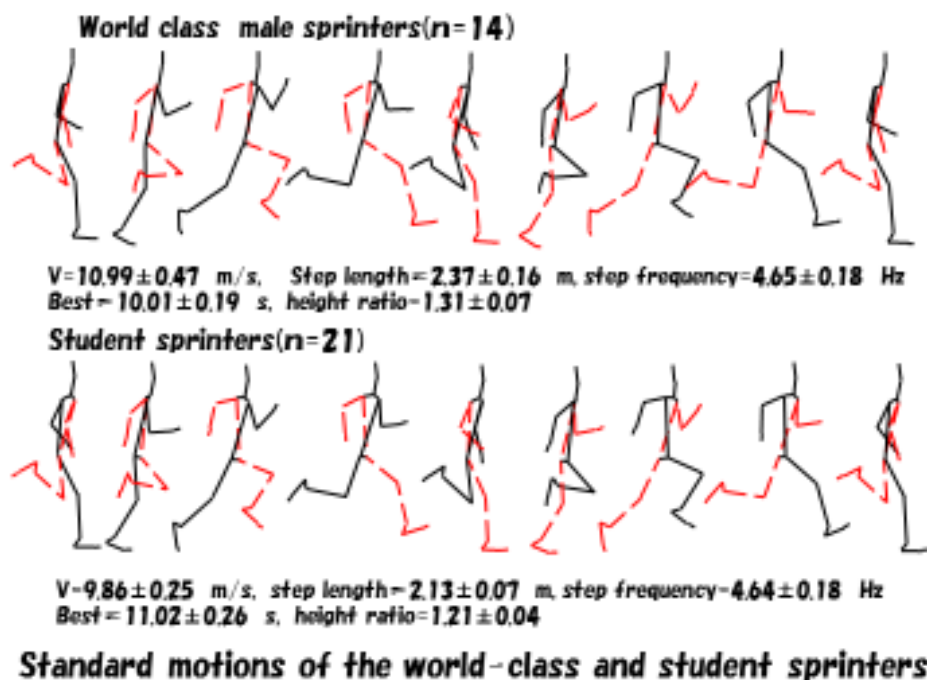 World class male sprinters(n=14)
V=10.99±0.47 m/s, Step length=2.37±0.16 m, step frequency=4.65±0.18 Hz
Best=10.01±0.19 s, height ratio=1.31±0.07
Student sprinters(n=21)
V=9.86±0.25 m/s, step length=2.13±0.07 m, step frequency=4.64±0.18 Hz
Best=11.02±0.26 s, height ratio=1.21±0.04
Standard motions of the world-class and student sprinters